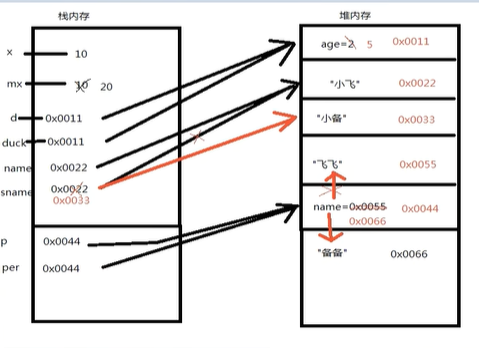 栈内存
堆内存
x 10
mx 10 20
d 0x0011
duck 0x0011
name 0x0022
sname 0x0022
0x0033
p 0x0044
per 0x0044
age=2 5 0x0011
"小飞" 0x0022
"小备" 0x0033
"飞飞" 0x0055
name=0x0055 0x0044
0x0066
"备备" 0x0066